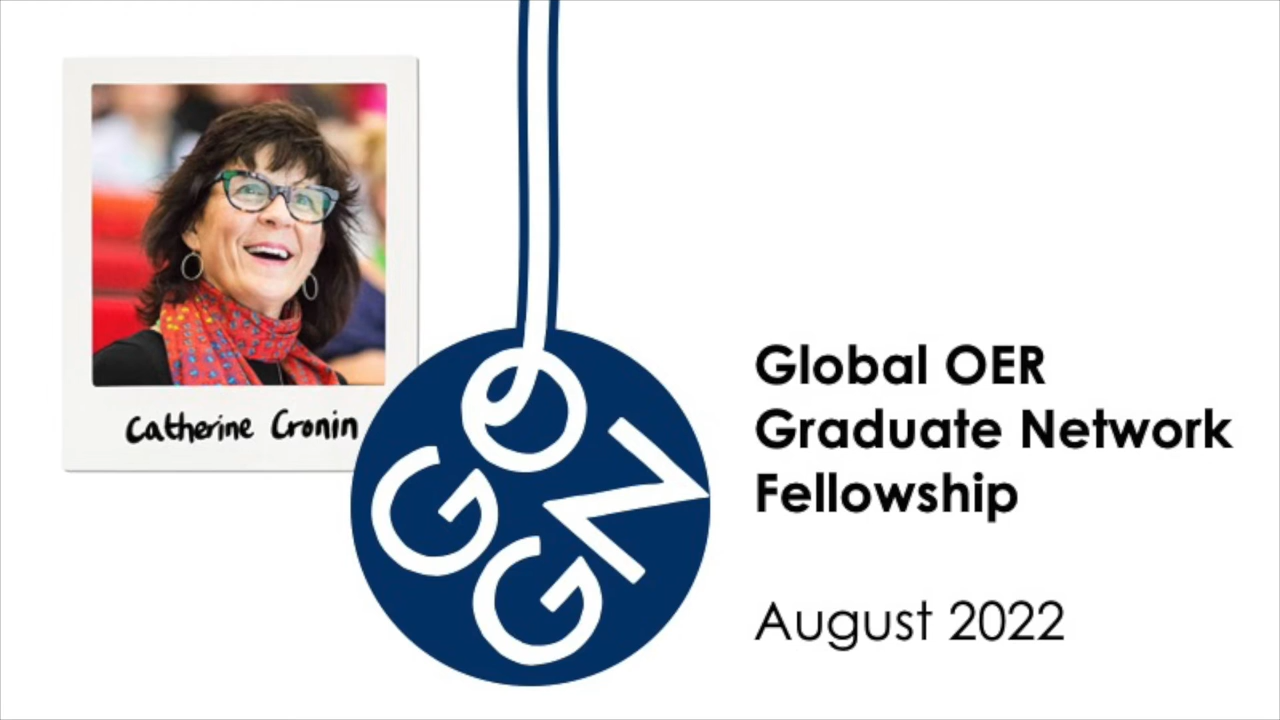 Catherine Cronin
GO
GN
Global OER
Graduate Network
Fellowship
August 2022